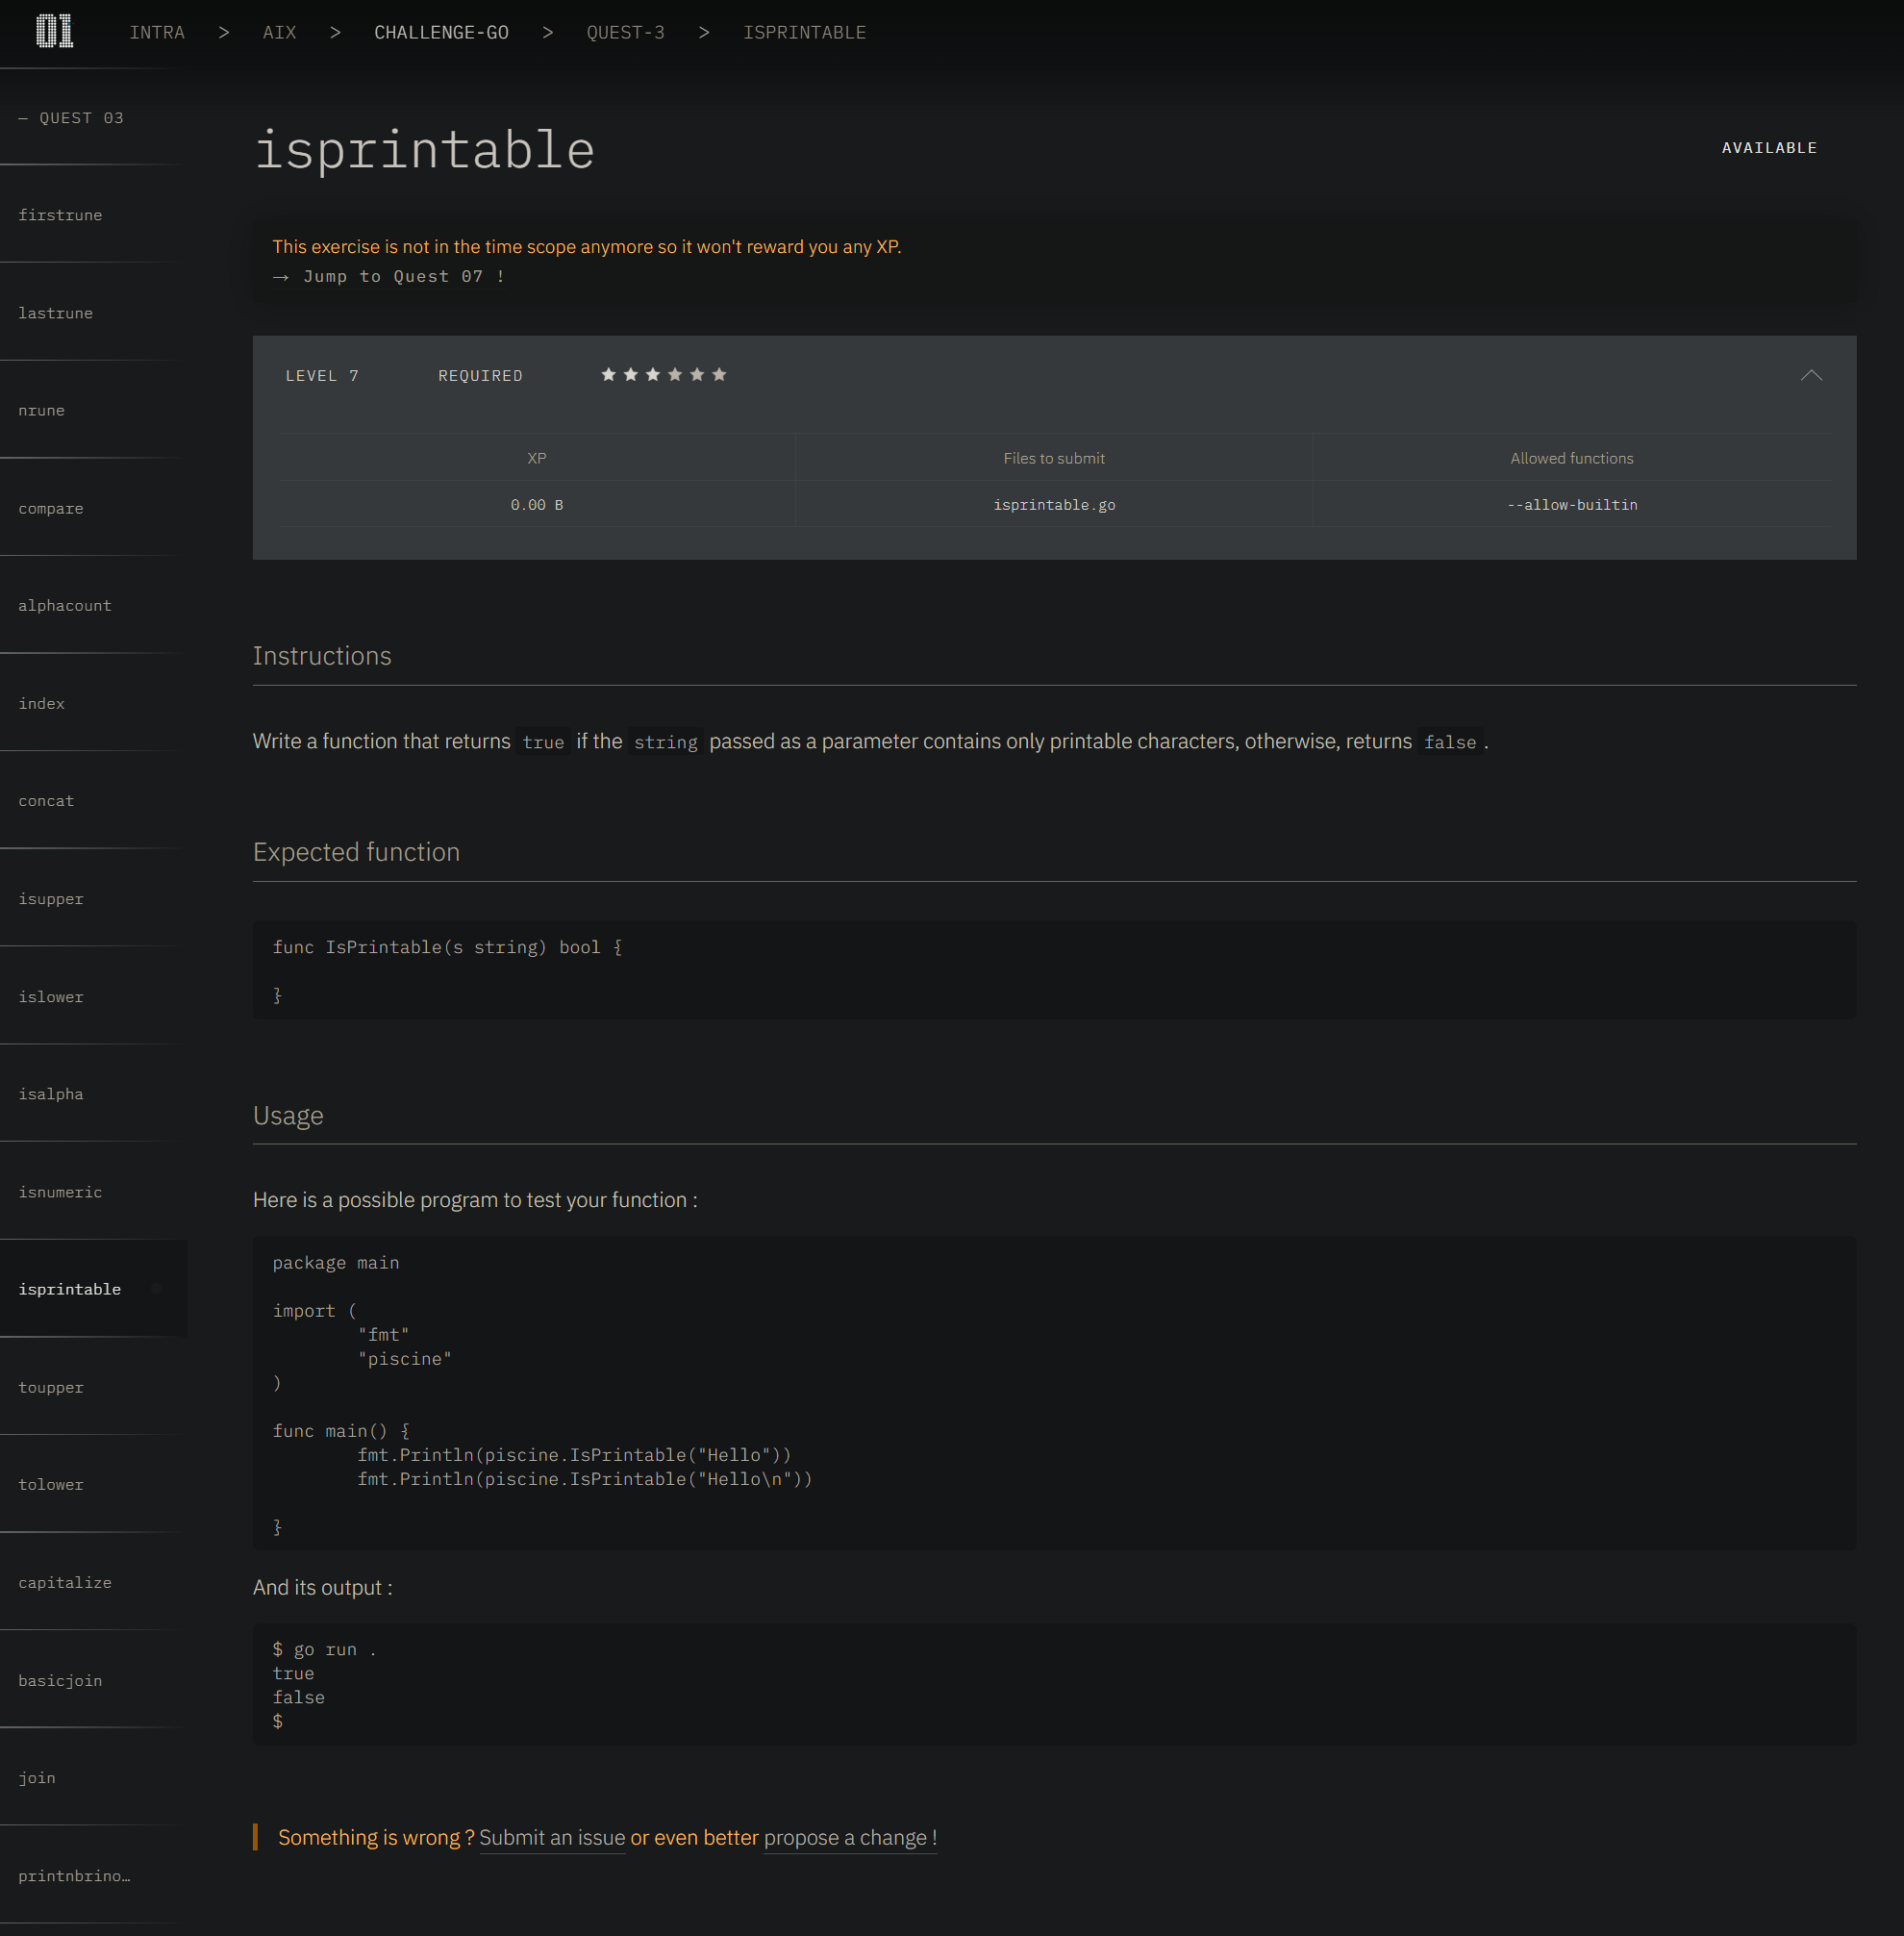 01
INTRA > AIX > CHALLENGE-GO > QUEST-3 > ISPRINTABLE
— QUEST 03
firstrune
lastrune
nrune
compare
alphacount
index
concat
isupper
islower
isalpha
isnumeric
isprintable
toupper
tolower
capitalize
basicjoin
join
printnbrino…
isprintable
AVAILABLE
This exercise is not in the time scope anymore so it won't reward you any XP.
→ Jump to Quest 07 !
LEVEL 7 REQUIRED ★★★★★★
XP Files to submit Allowed functions
0.00 B isprintable.go --allow-builtin
Instructions
Write a function that returns true if the string passed as a parameter contains only printable characters, otherwise, returns false .
Expected function
func IsPrintable(s string) bool {
}
Usage
Here is a possible program to test your function :
package main
import (
"fmt"
"piscine"
)
func main() {
fmt.Println(piscine.IsPrintable("Hello"))
fmt.Println(piscine.IsPrintable("Hello\n"))
}
And its output :
$ go run .
true
false
$
Something is wrong ? Submit an issue or even better propose a change !